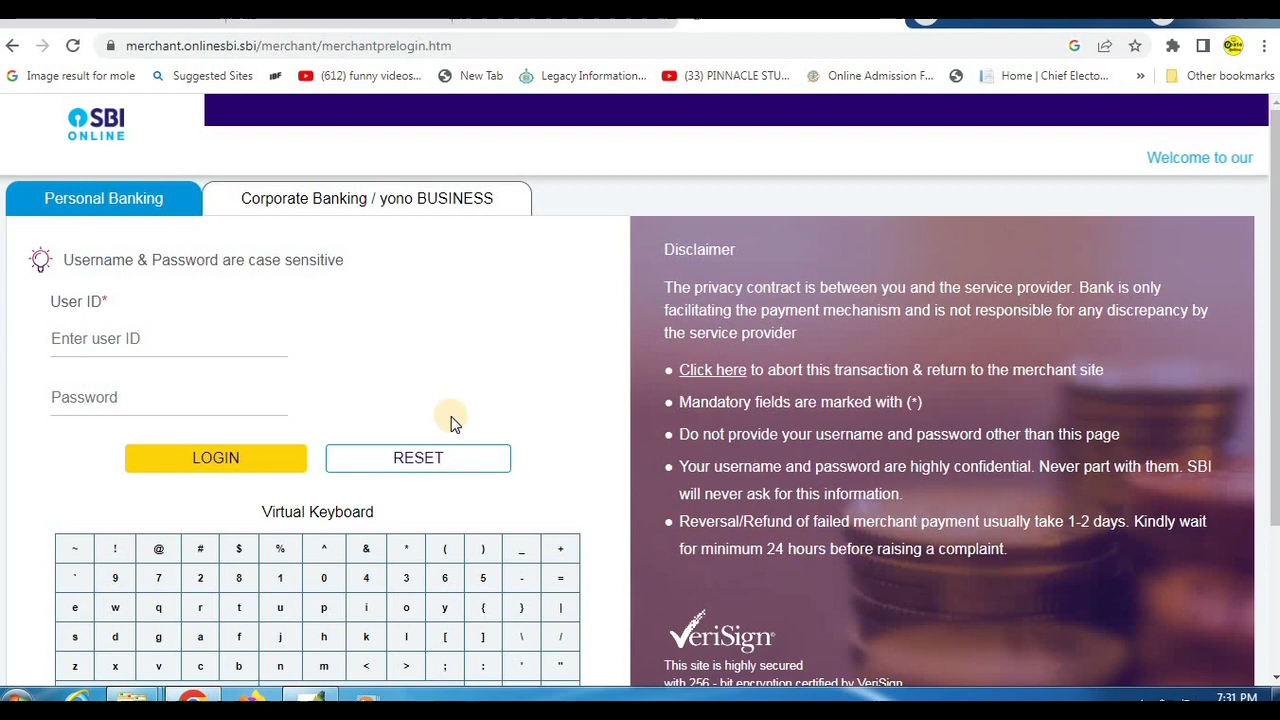 merchant.onlinesbi.sbi/merchant/merchantprelogin.htm
Image result for mole
Suggested Sites
(612) funny videos...
New Tab
Legacy Information...
(33) PINNACLE STU...
Online Admission F...
Home | Chief Electo...
»
Other bookmarks
SBI
ONLINE
Welcome to our
Personal Banking
Corporate Banking / yono BUSINESS
Username & Password are case sensitive
User ID*
Enter user ID
Password
LOGIN
RESET
Virtual Keyboard
~ ! @ # $ % ^ & * ( ) _ +
` 9 7 2 8 1 0 4 3 6 5 - =
e w q r t u p i o y { } |
s d g a f j h k l [ ] \ /
z x v c b n m < > ; : ' "
Disclaimer
The privacy contract is between you and the service provider. Bank is only
facilitating the payment mechanism and is not responsible for any discrepancy by
the service provider
● Click here to abort this transaction & return to the merchant site
● Mandatory fields are marked with (*)
● Do not provide your username and password other than this page
● Your username and password are highly confidential. Never part with them. SBI
will never ask for this information.
● Reversal/Refund of failed merchant payment usually take 1-2 days. Kindly wait
for minimum 24 hours before raising a complaint.
VeriSign
This site is highly secured
with 256 - bit encryption certified by VeriSign
7:31 PM